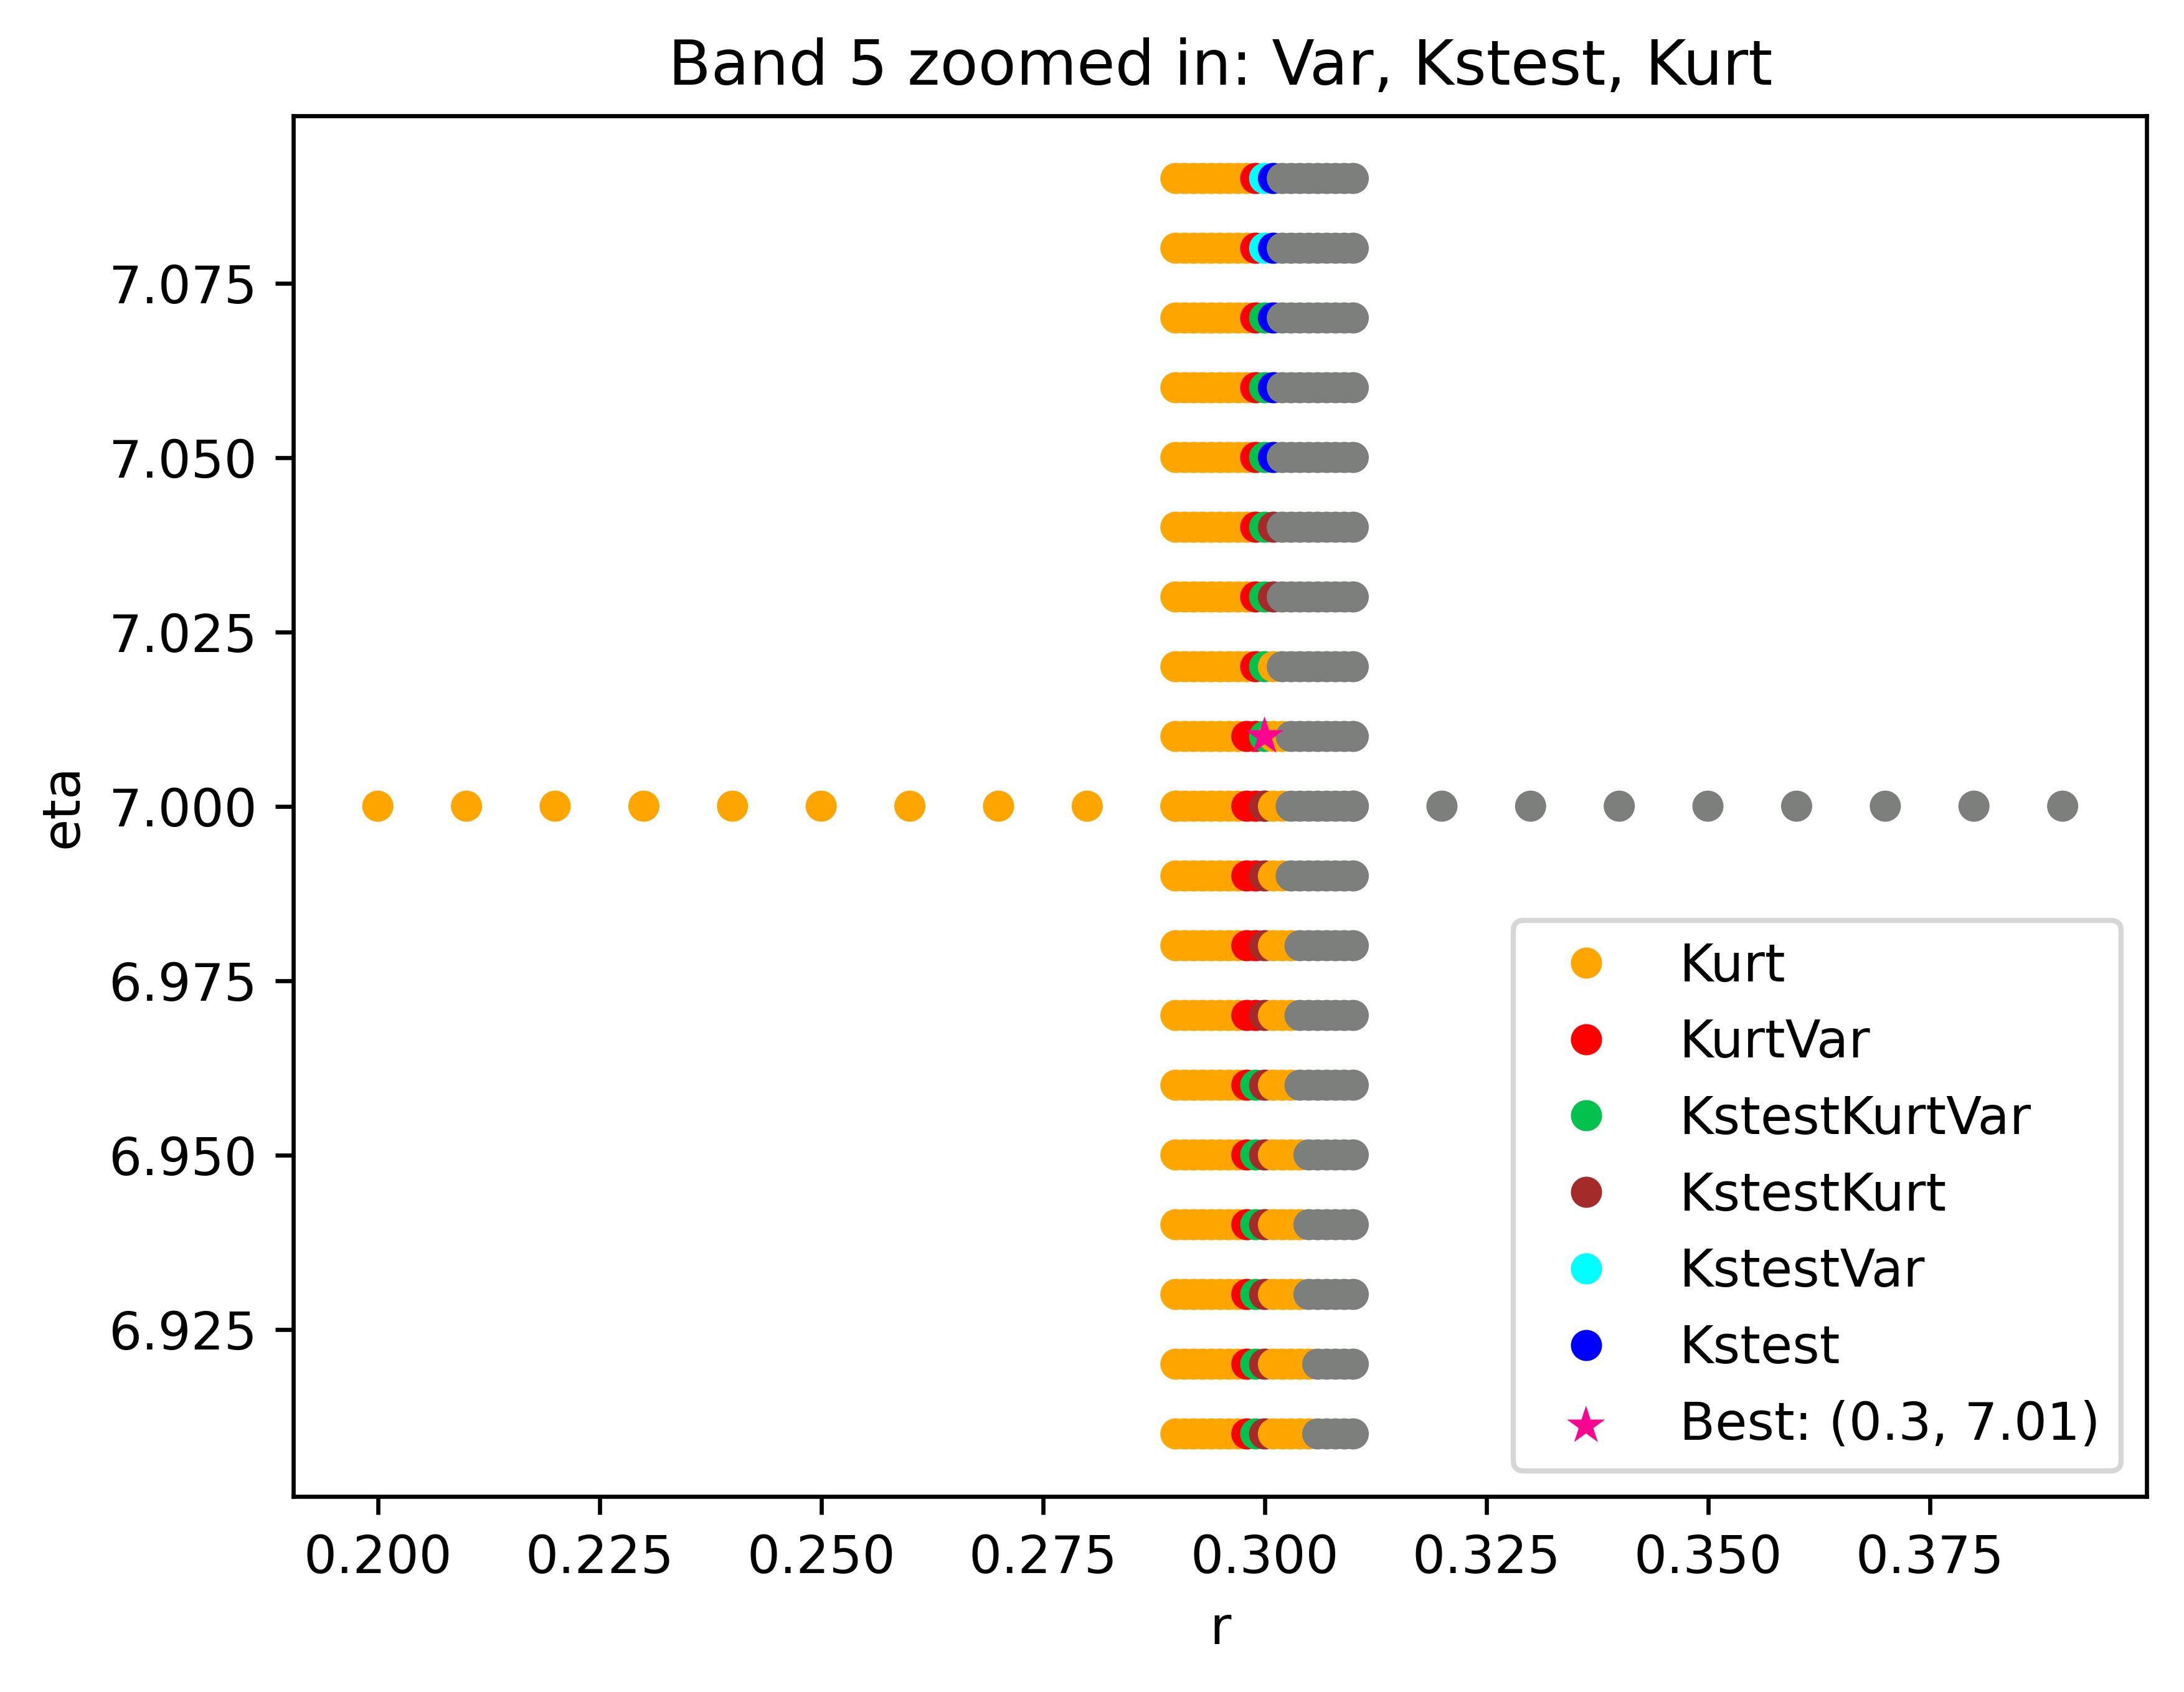 Band 5 zoomed in: Var, Kstest, Kurt
eta
7.075
7.050
7.025
7.000
6.975
6.950
6.925
Kurt
KurtVar
KstestKurtVar
KstestKurt
KstestVar
Kstest
Best: (0.3, 7.01)
0.200 0.225 0.250 0.275 0.300 0.325 0.350 0.375
r